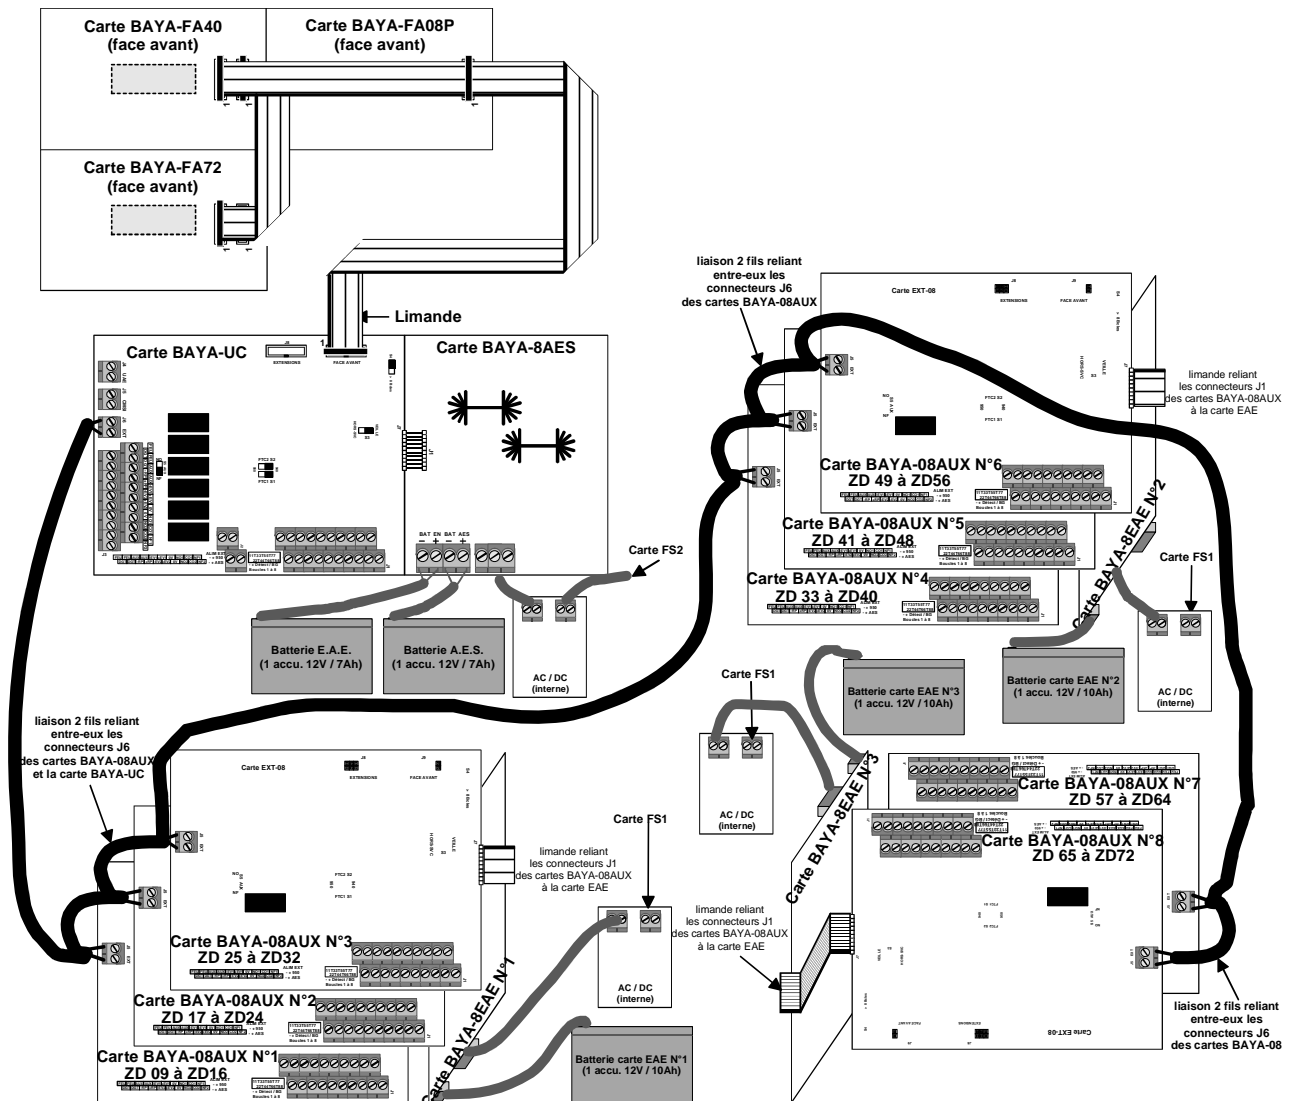 Carte BAYA-FA40
(face avant)
Carte BAYA-FA08P
(face avant)
Carte BAYA-FA72
(face avant)
Limande
Carte BAYA-UC
EXTENSIONS
FACE AVANT
Carte BAYA-8AES
BAT EN BAT AES
Carte FS2
Batterie E.A.E.
(1 accu. 12V / 7Ah)
Batterie A.E.S.
(1 accu. 12V / 7Ah)
AC / DC
(interne)
liaison 2 fils reliant
entre-eux les
connecteurs J6
des cartes BAYA-08AUX
Carte EXT-08
EXTENSIONS
FACE AVANT
limande reliant
les connecteurs J1
des cartes BAYA-08AUX
à la carte EAE
Carte BAYA-08AUX N°6
ZD 49 à ZD56
Carte BAYA-08AUX N°5
ZD 41 à ZD48
Carte BAYA-08AUX N°4
ZD 33 à ZD40
Carte BAYA-8EAE N°2
Carte FS1
AC / DC
(interne)
Batterie carte EAE N°3
(1 accu. 12V / 10Ah)
Batterie carte EAE N°2
(1 accu. 12V / 10Ah)
Carte FS1
AC / DC
(interne)
liaison 2 fils reliant
entre-eux les
connecteurs J6
des cartes BAYA-08AUX
et la carte BAYA-UC
Carte EXT-08
EXTENSIONS
FACE AVANT
Carte BAYA-08AUX N°3
ZD 25 à ZD32
Carte BAYA-08AUX N°2
ZD 17 à ZD24
Carte BAYA-08AUX N°1
ZD 09 à ZD16
Carte BAYA-8EAE N°1
limande reliant
les connecteurs J1
des cartes BAYA-08AUX
à la carte EAE
Carte FS1
AC / DC
(interne)
Batterie carte EAE N°1
(1 accu. 12V / 10Ah)
Carte BAYA-8EAE N°3
limande reliant
les connecteurs J1
des cartes BAYA-08AUX
à la carte EAE
Carte BAYA-08AUX N°7
ZD 57 à ZD64
Carte BAYA-08AUX N°8
ZD 65 à ZD72
Carte EXT-08
liaison 2 fils reliant
entre-eux les
connecteurs J6
des cartes BAYA-08